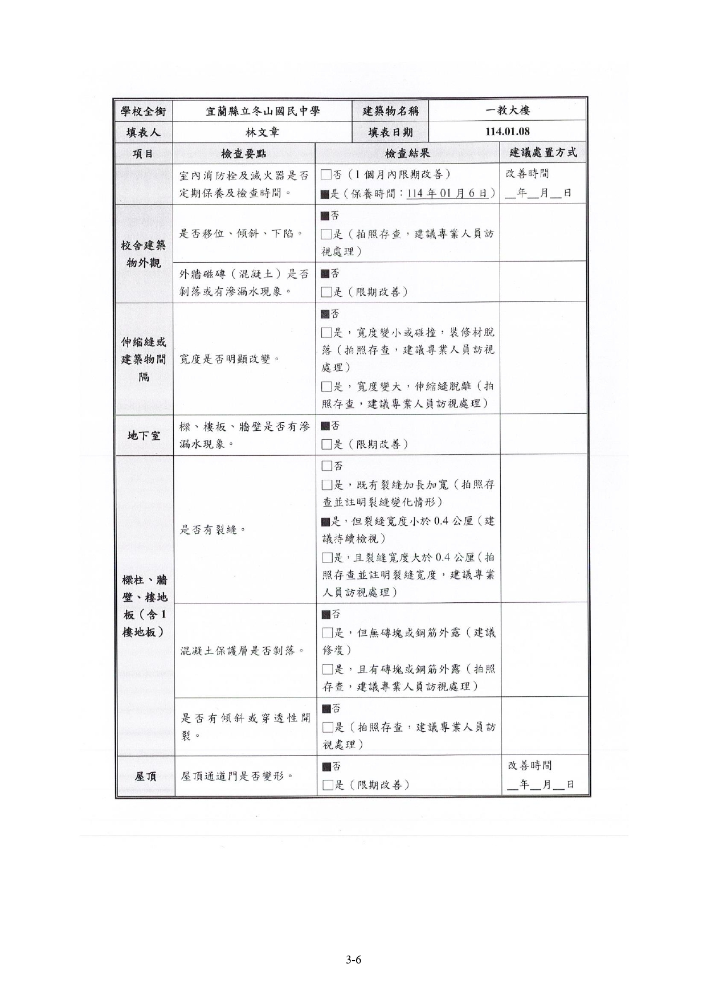 學校全銜 宜蘭縣立冬山國民中學 建築物名稱 一教大樓
填表人 林文章 填表日期 114.01.08
項目 檢查要點 檢查結果 建議處置方式
室內消防栓及滅火器是否
定期保養及檢查時間。
□否（1 個月內限期改善）
■是（保養時間：114 年 01 月 6 日）
改善時間
__年__月__日
校舍建築
物外觀
是否移位、傾斜、下陷。
■否
□是（拍照存查，建議專業人員訪
視處理）
外牆磁磚（混凝土）是否
剝落或有滲漏水現象。
■否
□是（限期改善）
伸縮縫或
建築物間
隔
寬度是否明顯改變。
■否
□是，寬度變小或碰撞，裝修材脫
落（拍照存查，建議專業人員訪視
處理）
□是，寬度變大，伸縮縫脫離（拍
照存查，建議專業人員訪視處理）
地下室
樑、樓板、牆壁是否有滲
漏水現象。
■否
□是（限期改善）
樑柱、牆
壁、樓地
板（含 1
樓地板）
是否有裂縫。
□否
□是，既有裂縫加長加寬（拍照存
查並註明裂縫變化情形）
■是，但裂縫寬度小於 0.4 公厘（建
議持續檢視）
□是，且裂縫寬度大於 0.4 公厘（拍
照存查並註明裂縫寬度，建議專業
人員訪視處理）
混凝土保護層是否剝落。
■否
□是，但無磚塊或鋼筋外露（建議
修復）
□是，且有磚塊或鋼筋外露（拍照
存查，建議專業人員訪視處理）
是否有傾斜或穿透性開
裂。
■否
□是（拍照存查，建議專業人員訪
視處理）
屋頂
屋頂通道門是否變形。
■否
□是（限期改善）
改善時間
__年__月__日
3-6